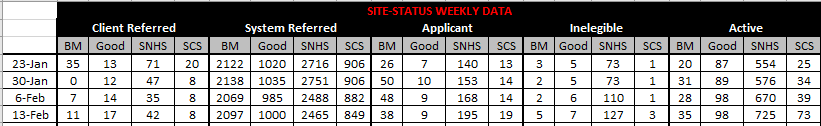 SITE-STATUS WEEKLY DATA
Client Referred System Referred Applicant Inelegible Active
BM Good SNHS SCS BM Good SNHS SCS BM Good SNHS SCS BM Good SNHS SCS BM Good SNHS SCS
23-Jan 35 13 71 20 2122 1020 2716 906 26 7 140 13 3 5 73 1 20 87 554 25
30-Jan 0 12 47 8 2138 1035 2751 906 50 10 153 14 2 5 73 1 31 89 576 34
6-Feb 7 14 35 8 2069 985 2488 882 48 9 168 14 2 6 110 1 28 98 670 39
13-Feb 11 17 42 8 2097 1000 2465 849 38 9 195 19 5 7 127 3 35 98 725 73